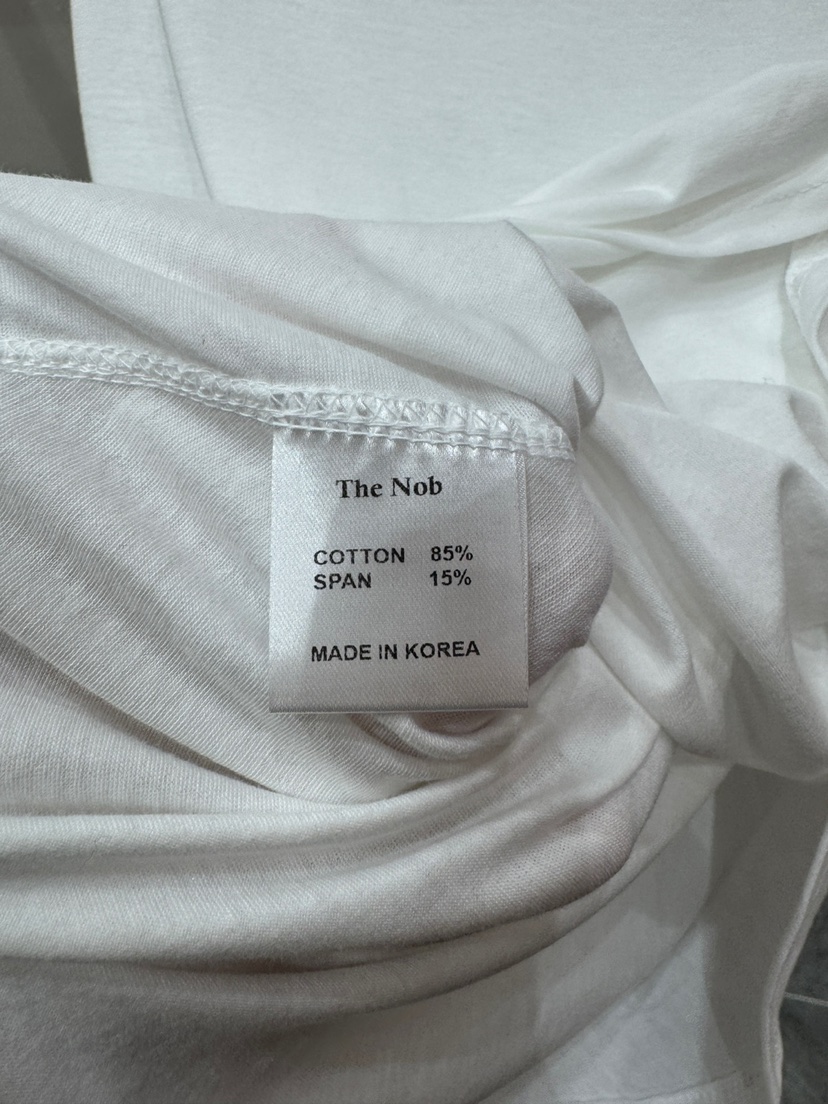 The Nob
COTTON 85%
SPAN 15%
MADE IN KOREA